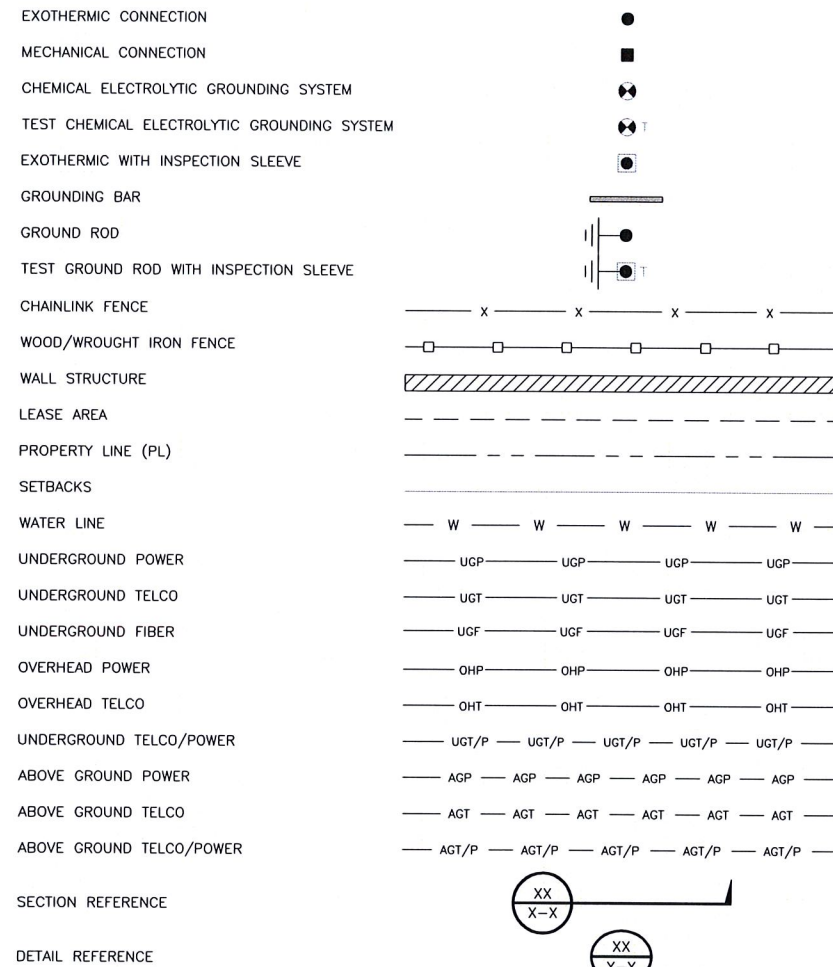 EXOTHERMIC CONNECTION
MECHANICAL CONNECTION
CHEMICAL ELECTROLYTIC GROUNDING SYSTEM
TEST CHEMICAL ELECTROLYTIC GROUNDING SYSTEM T
EXOTHERMIC WITH INSPECTION SLEEVE
GROUNDING BAR
GROUND ROD
TEST GROUND ROD WITH INSPECTION SLEEVE T
CHAINLINK FENCE X X X X
WOOD/WROUGHT IRON FENCE
WALL STRUCTURE
LEASE AREA
PROPERTY LINE (PL)
SETBACKS
WATER LINE W W W W W
UNDERGROUND POWER UGP UGP UGP UGP
UNDERGROUND TELCO UGT UGT UGT UGT
UNDERGROUND FIBER UGF UGF UGF UGF
OVERHEAD POWER OHP OHP OHP OHP
OVERHEAD TELCO OHT OHT OHT OHT
UNDERGROUND TELCO/POWER UGT/P UGT/P UGT/P UGT/P UGT/P
ABOVE GROUND POWER AGP AGP AGP AGP AGP AGP
ABOVE GROUND TELCO AGT AGT AGT AGT AGT AGT
ABOVE GROUND TELCO/POWER AGT/P AGT/P AGT/P AGT/P AGT/P
XX
SECTION REFERENCE
X-X
XX
DETAIL REFERENCE
X-X